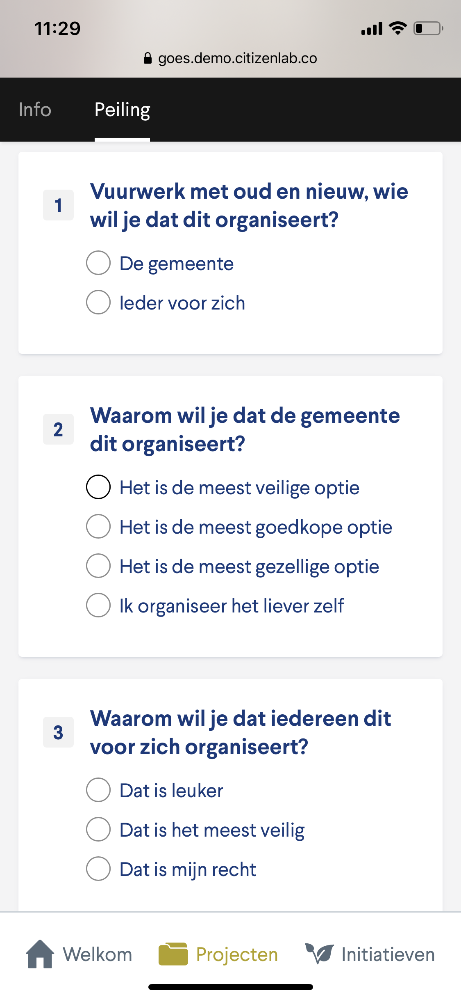 11:29
goes.demo.citizenlab.co
Info Peiling
1
Vuurwerk met oud en nieuw, wie
wil je dat dit organiseert?
De gemeente
Ieder voor zich
2
Waarom wil je dat de gemeente
dit organiseert?
Het is de meest veilige optie
Het is de meest goedkope optie
Het is de meest gezellige optie
Ik organiseer het liever zelf
3
Waarom wil je dat iedereen dit
voor zich organiseert?
Dat is leuker
Dat is het meest veilig
Dat is mijn recht
Welkom Projecten Initiatieven